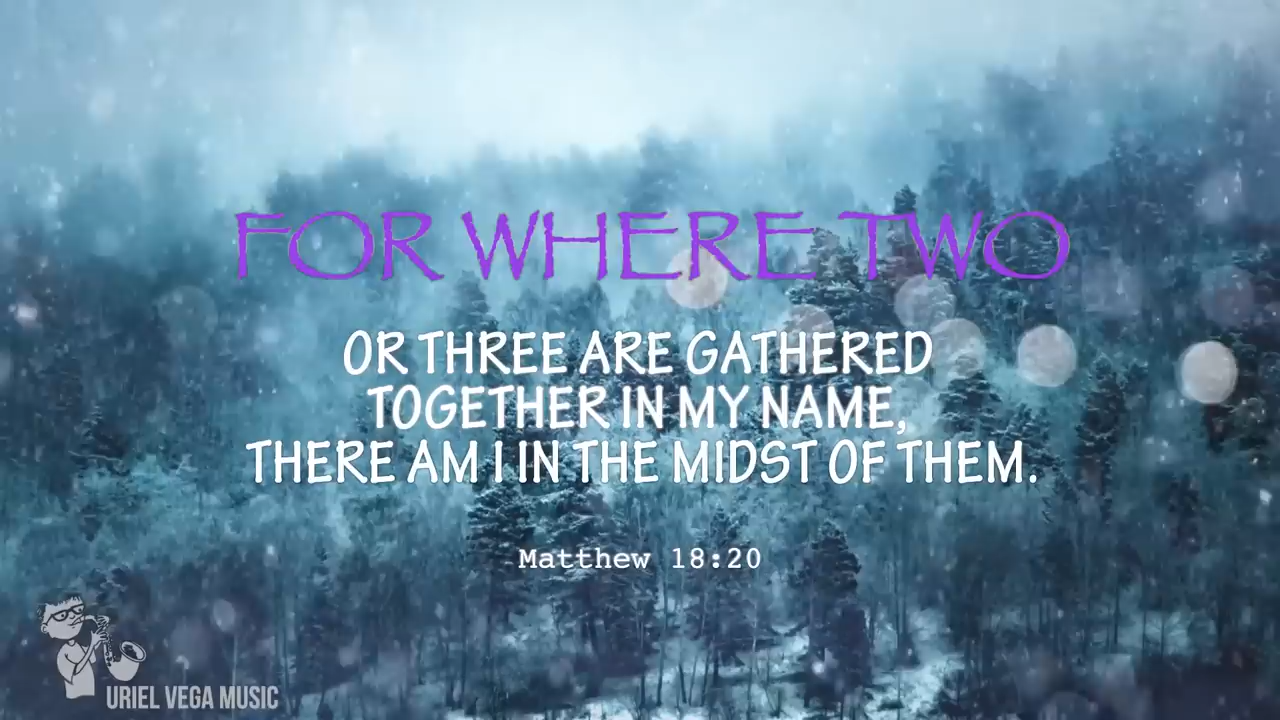 FOR WHERE TWO
OR THREE ARE GATHERED
TOGETHER IN MY NAME,
THERE AM I IN THE MIDST OF THEM.
Matthew 18:20
URIEL VEGA MUSIC